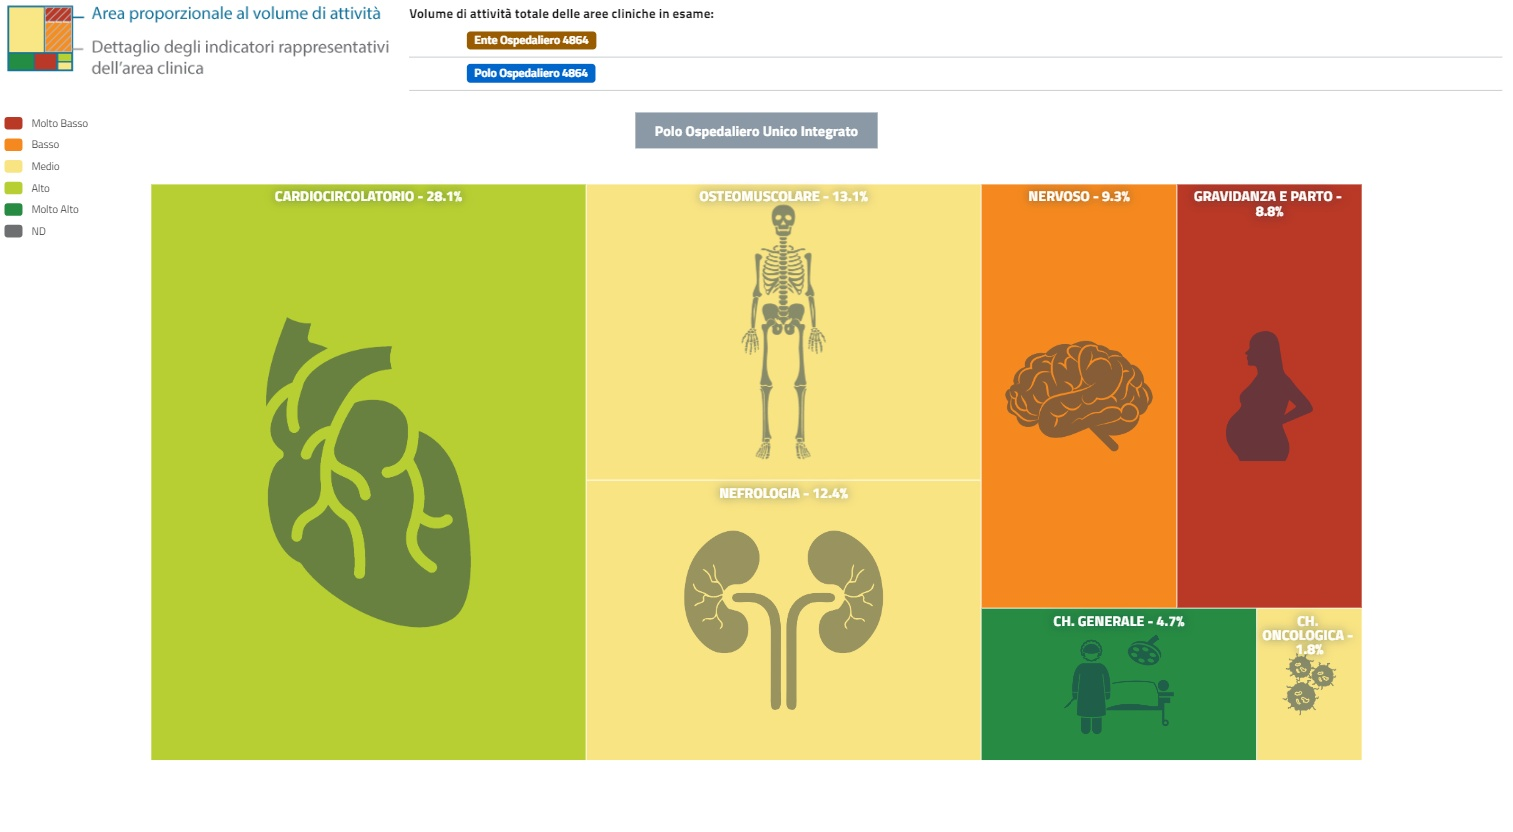 Area proporzionale al volume di attività
Dettaglio degli indicatori rappresentativi
dell'area clinica
Volume di attività totale delle aree cliniche in esame:
Ente Ospedaliero 4864
Polo Ospedaliero 4864
Polo Ospedaliero Unico Integrato
Molto Basso
Basso
Medio
Alto
Molto Alto
ND
CARDIOCIRCOLATORIO - 28.1%
OSTEOMUSCOLARE - 13.1%
NERVOSO - 9.3%
GRAVIDANZA E PARTO -
8.8%
NEFROLOGIA - 12.4%
CH. GENERALE - 4.7%
CH.
ONCOLOGICA -
1.8%